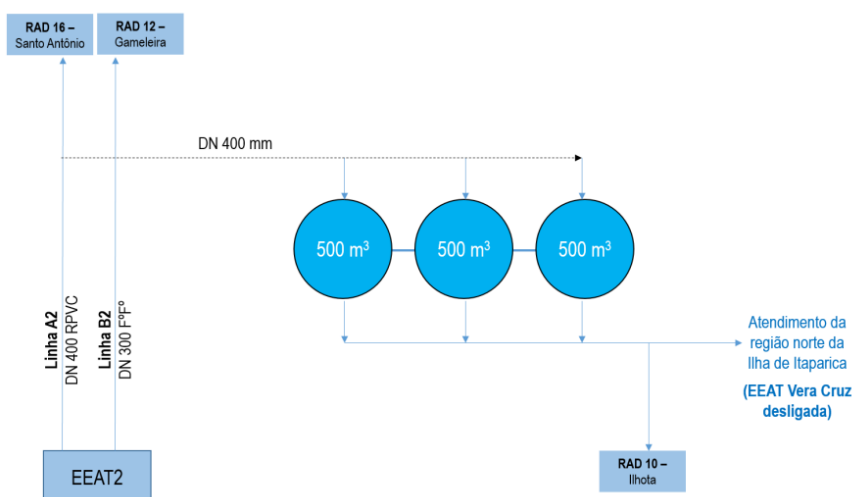 RAD 16 –
Santo Antônio
RAD 12 –
Gameleira
DN 400 mm
500 m³
500 m³
500 m³
Linha A2
DN 400 RPVC
Linha B2
DN 300 FºFº
Atendimento da
região norte da
Ilha de Itaparica
(EEAT Vera Cruz
desligada)
RAD 10 –
Ilhota
EEAT2